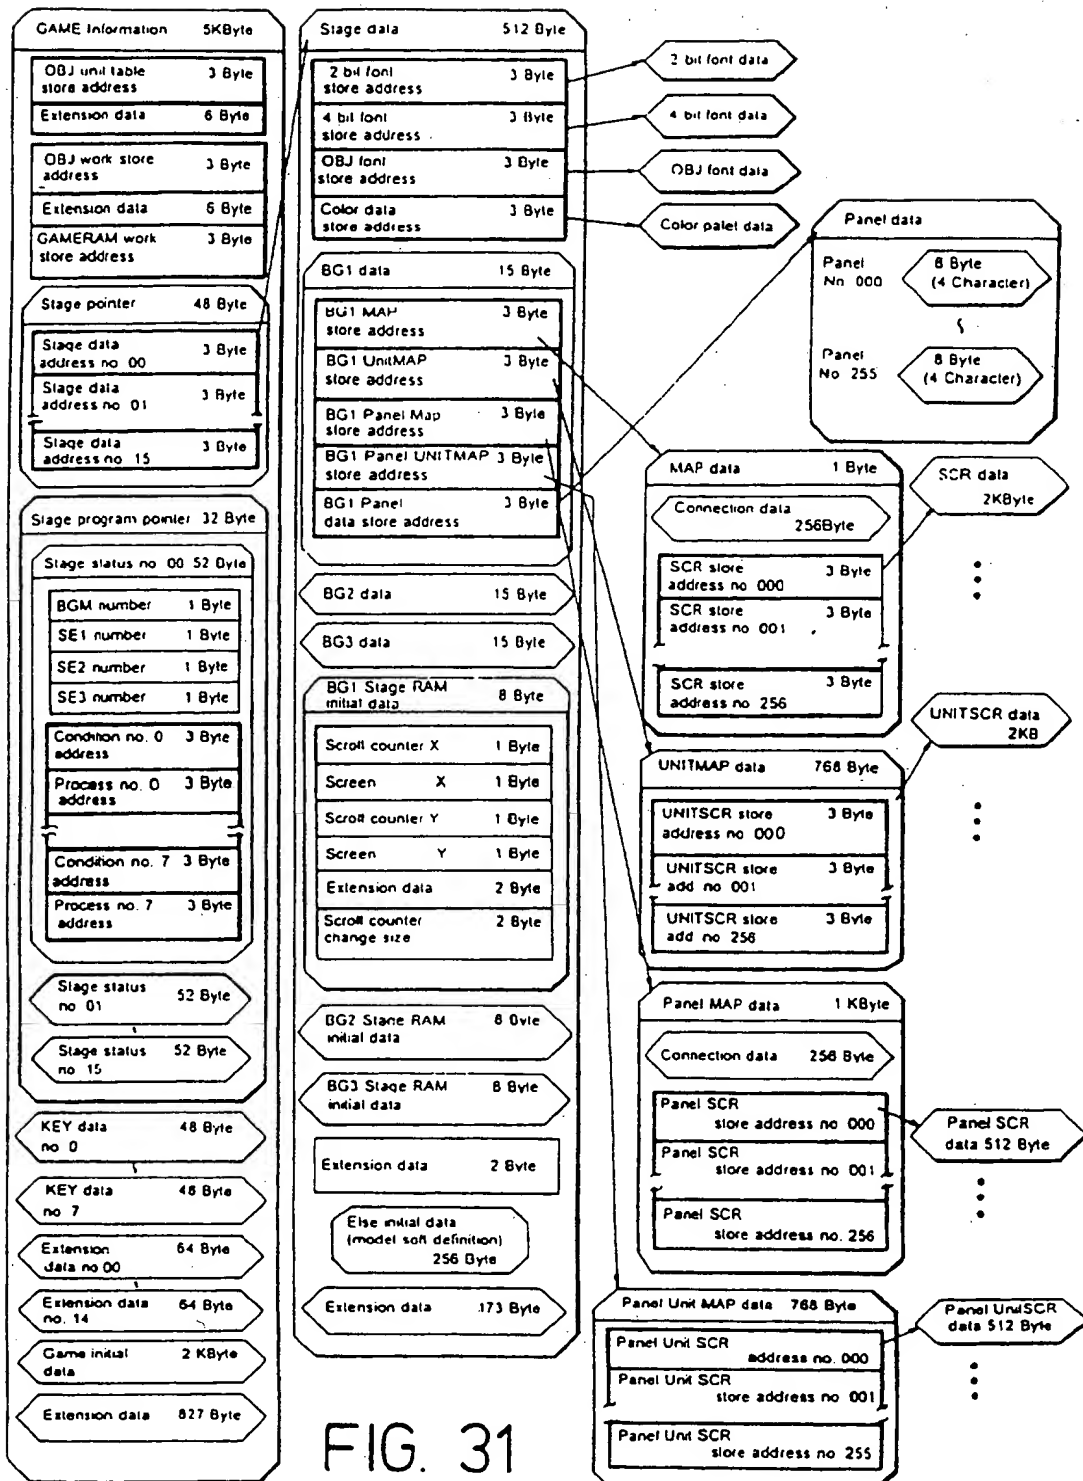 GAME Information 5KByte
OBJ unit table 3 Byte
store address
Extension data 6 Byte
OBJ work store 3 Byte
address
Extension data 6 Byte
GAMERAM work 3 Byte
store address
Stage pointer 48 Byte
Stage data 3 Byte
address no. 00
Stage data 3 Byte
address no. 01
Stage data 3 Byte
address no. 15
Stage program pointer 32 Byte
Stage status no. 00 52 Byte
BGM number 1 Byte
SE1 number 1 Byte
SE2 number 1 Byte
SE3 number 1 Byte
Condition no. 0 3 Byte
address
Process no. 0 3 Byte
address
Condition no. 7 3 Byte
address
Process no. 7 3 Byte
address
Stage status 52 Byte
no. 01
Stage status 52 Byte
no. 15
KEY data 48 Byte
no. 0
KEY data 48 Byte
no. 7
Extension 64 Byte
data no. 00
Extension data 64 Byte
no. 14
Game initial 2 KByte
data
Extension data 827 Byte
Stage data 512 Byte
2 bit font 3 Byte
store address
4 bit font 3 Byte
store address
OBJ font 3 Byte
store address
Color data 3 Byte
store address
BG1 data 15 Byte
BG1 MAP 3 Byte
store address
BG1 UnitMAP 3 Byte
store address
BG1 Panel Map 3 Byte
store address
BG1 Panel UNITMAP 3 Byte
store address
BG1 Panel 3 Byte
data store address
BG2 data 15 Byte
BG3 data 15 Byte
BG1 Stage RAM 8 Byte
initial data
Scroll counter X 1 Byte
Screen X 1 Byte
Scroll counter Y 1 Byte
Screen Y 1 Byte
Extension data 2 Byte
Scroll counter 2 Byte
change size
BG2 Stage RAM 8 Byte
initial data
BG3 Stage RAM 8 Byte
initial data
Extension data 2 Byte
Else initial data
(model soft definition)
256 Byte
Extension data 173 Byte
2 bit font data
4 bit font data
OBJ font data
Color palet data
Panel data
Panel 8 Byte
No. 000 (4 Character)
Panel 8 Byte
No. 255 (4 Character)
MAP data 1 Byte
Connection data
256Byte
SCR store 3 Byte
address no. 000
SCR store 3 Byte
address no. 001
SCR store 3 Byte
address no. 256
SCR data
2KByte
UNITMAP data 768 Byte
UNITSCR store 3 Byte
address no. 000
UNITSCR store 3 Byte
add no. 001
UNITSCR store 3 Byte
add no. 256
UNITSCR data
2KB
Panel MAP data 1 KByte
Connection data 256 Byte
Panel SCR
store address no. 000
Panel SCR
store address no. 001
Panel SCR
store address no. 256
Panel SCR
data 512 Byte
Panel Unit MAP data 768 Byte
Panel Unit SCR
address no. 000
Panel Unit SCR
store address no. 001
Panel Unit SCR
store address no. 255
Panel UnitSCR
data 512 Byte
FIG. 31